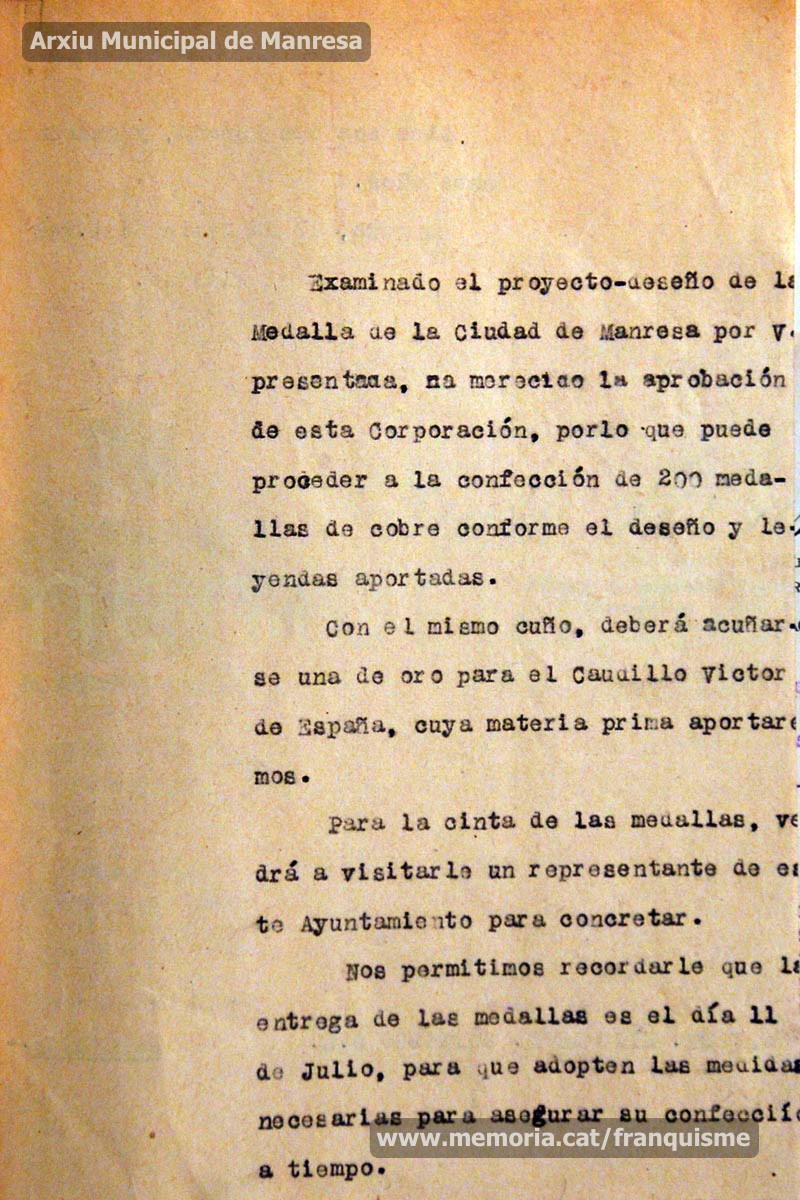 Arxiu Municipal de Manresa
Examinado el proyecto-deseño de la
Medalla de la Ciudad de Manresa por V.
presentada, ha merecido la aprobación
de esta Corporación, porlo que puede
proceder a la confección de 200 meda-
llas de cobre conforme el deseño y le-
yendas aportadas.
Con el mismo cuño, deberá acuñar-
se una de oro para el Caudillo Victor
de España, cuya materia prima aportare
mos.
Para la cinta de las medallas, ve
drá a visitarle un representante de es
te Ayuntamiento para concretar.
Nos permitimos recordarle que la
entrega de las medallas es el día 11
de Julio, para que adopten las medidas
necesarias para asegurar su confecciíó
a tiempo.
www.memoria.cat/franquisme